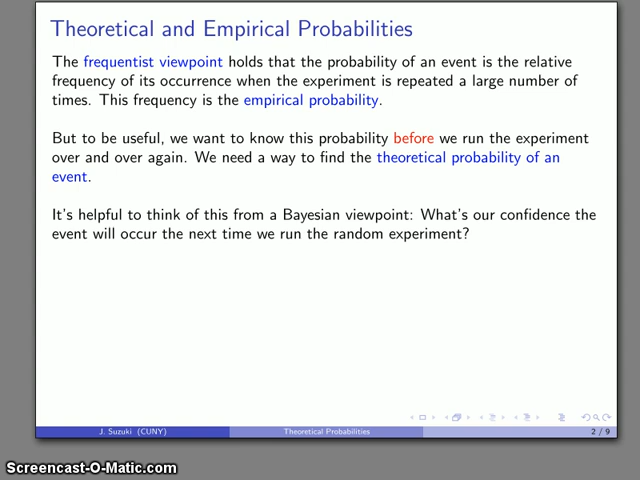 Theoretical and Empirical Probabilities
The frequentist viewpoint holds that the probability of an event is the relative
frequency of its occurrence when the experiment is repeated a large number of
times. This frequency is the empirical probability.
But to be useful, we want to know this probability before we run the experiment
over and over again. We need a way to find the theoretical probability of an
event.
It's helpful to think of this from a Bayesian viewpoint: What's our confidence the
event will occur the next time we run the random experiment?
J. Suzuki (CUNY) Theoretical Probabilities 2 / 9
Screencast-O-Matic.com